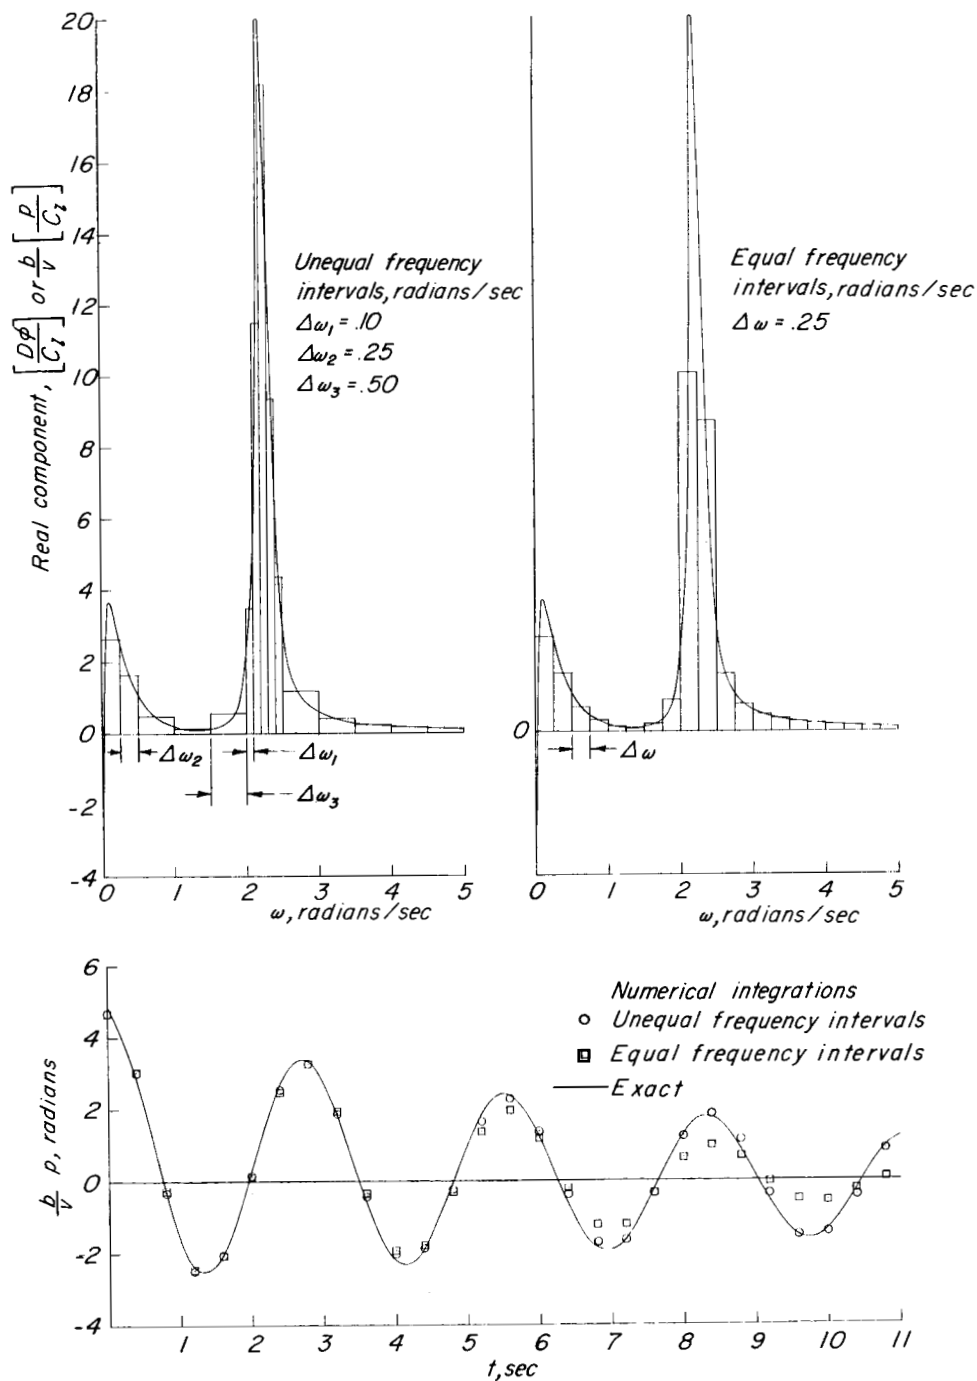 20
18
16
14
12
10
8
6
4
2
0
-2
-4
Real component, [Dφ/C_l] or b/V [p/C_l]
Unequal frequency
intervals, radians/sec
Δω₁ = .10
Δω₂ = .25
Δω₃ = .50
Δω₂
Δω₁
Δω₃
0 1 2 3 4 5
ω, radians/sec
Equal frequency
intervals, radians/sec
Δω = .25
0
Δω
0 1 2 3 4 5
ω, radians/sec
6
4
2
0
-2
-4
b/V p, radians
Numerical integrations
Unequal frequency intervals
Equal frequency intervals
Exact
1 2 3 4 5 6 7 8 9 10 11
t, sec